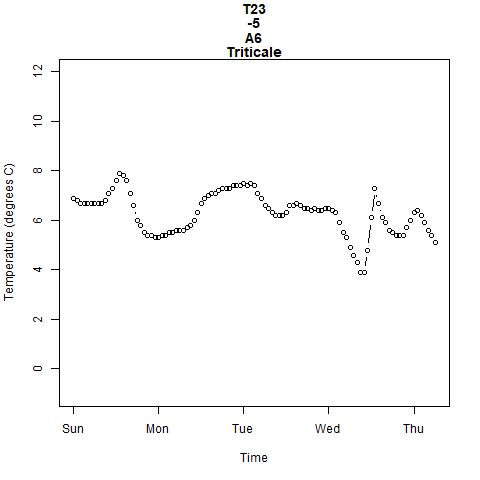 T23
-5
A6
Triticale
12
10
8
6
4
2
0
Temperature (degrees C)
Sun Mon Tue Wed Thu
Time